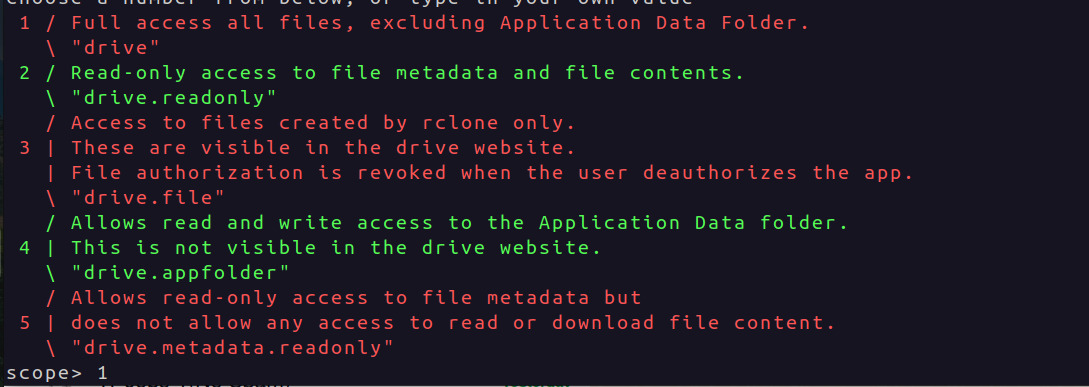 choose a number from below, or type in your own value
1 / Full access all files, excluding Application Data Folder.
\ "drive"
2 / Read-only access to file metadata and file contents.
\ "drive.readonly"
/ Access to files created by rclone only.
3 | These are visible in the drive website.
| File authorization is revoked when the user deauthorizes the app.
\ "drive.file"
/ Allows read and write access to the Application Data folder.
4 | This is not visible in the drive website.
\ "drive.appfolder"
/ Allows read-only access to file metadata but
5 | does not allow any access to read or download file content.
\ "drive.metadata.readonly"
scope> 1